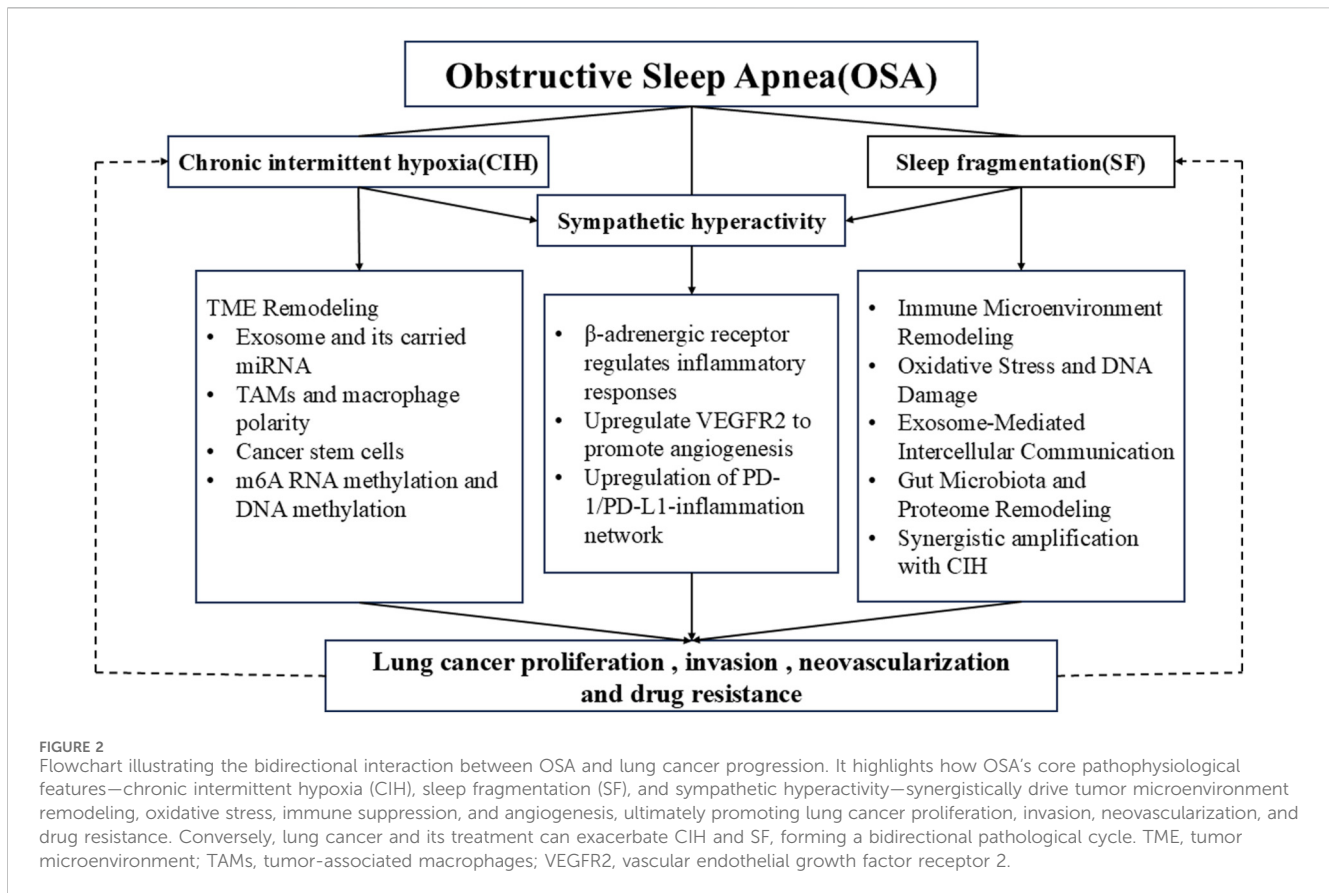 Obstructive Sleep Apnea(OSA)
Chronic intermittent hypoxia(CIH)
Sleep fragmentation(SF)
Sympathetic hyperactivity
TME Remodeling
• Exosome and its carried
miRNA
• TAMs and macrophage
polarity
• Cancer stem cells
• m6A RNA methylation and
DNA methylation
• β-adrenergic receptor
regulates inflammatory
responses
• Upregulate VEGFR2 to
promote angiogenesis
• Upregulation of PD-
1/PD-L1-inflammation
network
• Immune Microenvironment
Remodeling
• Oxidative Stress and DNA
Damage
• Exosome-Mediated
Intercellular Communication
• Gut Microbiota and
Proteome Remodeling
• Synergistic amplification
with CIH
Lung cancer proliferation , invasion , neovascularization
and drug resistance
FIGURE 2
Flowchart illustrating the bidirectional interaction between OSA and lung cancer progression. It highlights how OSA’s core pathophysiological
features—chronic intermittent hypoxia (CIH), sleep fragmentation (SF), and sympathetic hyperactivity—synergistically drive tumor microenvironment
remodeling, oxidative stress, immune suppression, and angiogenesis, ultimately promoting lung cancer proliferation, invasion, neovascularization, and
drug resistance. Conversely, lung cancer and its treatment can exacerbate CIH and SF, forming a bidirectional pathological cycle. TME, tumor
microenvironment; TAMs, tumor-associated macrophages; VEGFR2, vascular endothelial growth factor receptor 2.